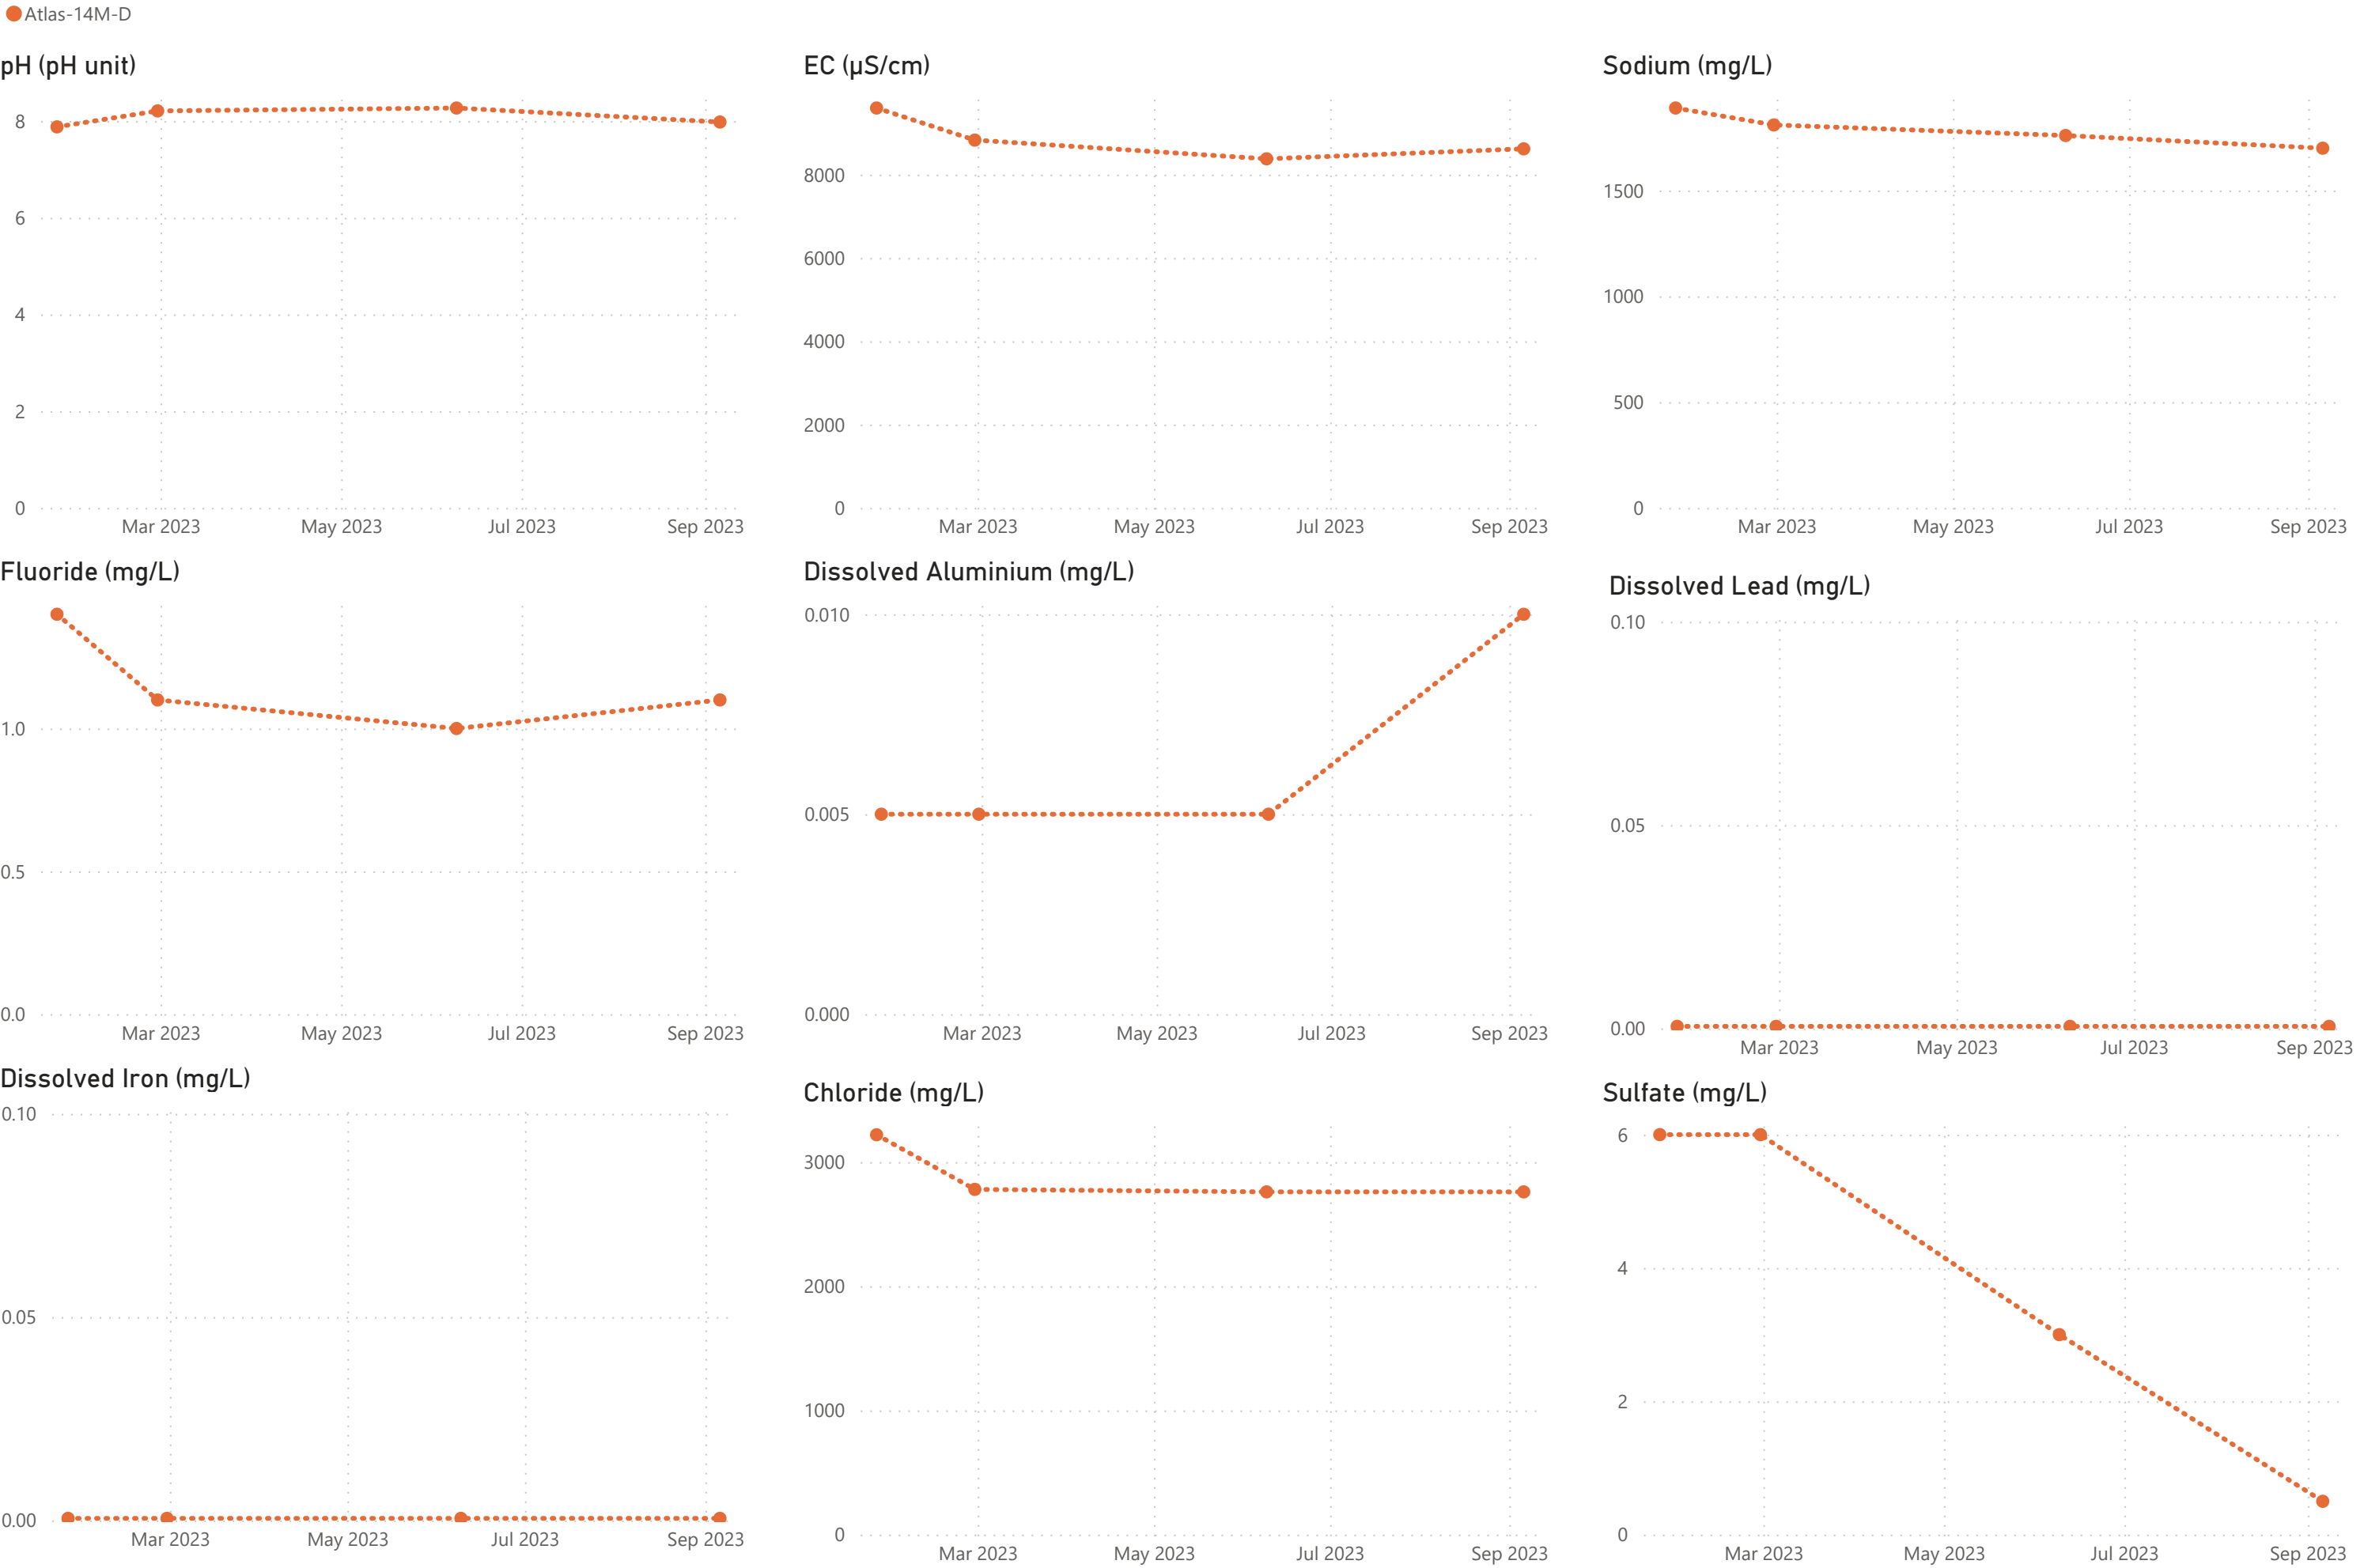 Atlas-14M-D
pH (pH unit)
8
6
4
2
0
Mar 2023 May 2023 Jul 2023 Sep 2023
EC (µS/cm)
8000
6000
4000
2000
0
Mar 2023 May 2023 Jul 2023 Sep 2023
Sodium (mg/L)
1500
1000
500
0
Mar 2023 May 2023 Jul 2023 Sep 2023
Fluoride (mg/L)
1.0
0.5
0.0
Mar 2023 May 2023 Jul 2023 Sep 2023
Dissolved Aluminium (mg/L)
0.010
0.005
0.000
Mar 2023 May 2023 Jul 2023 Sep 2023
Dissolved Lead (mg/L)
0.10
0.05
0.00
Mar 2023 May 2023 Jul 2023 Sep 2023
Dissolved Iron (mg/L)
0.10
0.05
0.00
Mar 2023 May 2023 Jul 2023 Sep 2023
Chloride (mg/L)
3000
2000
1000
0
Mar 2023 May 2023 Jul 2023 Sep 2023
Sulfate (mg/L)
6
4
2
0
Mar 2023 May 2023 Jul 2023 Sep 2023